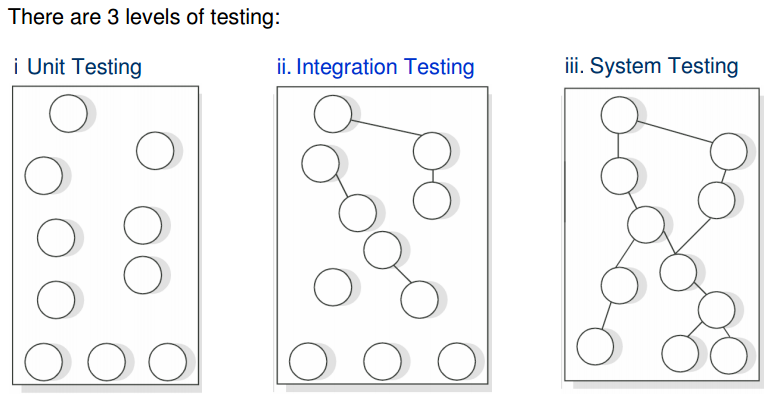 There are 3 levels of testing:
i Unit Testing
ii. Integration Testing
iii. System Testing